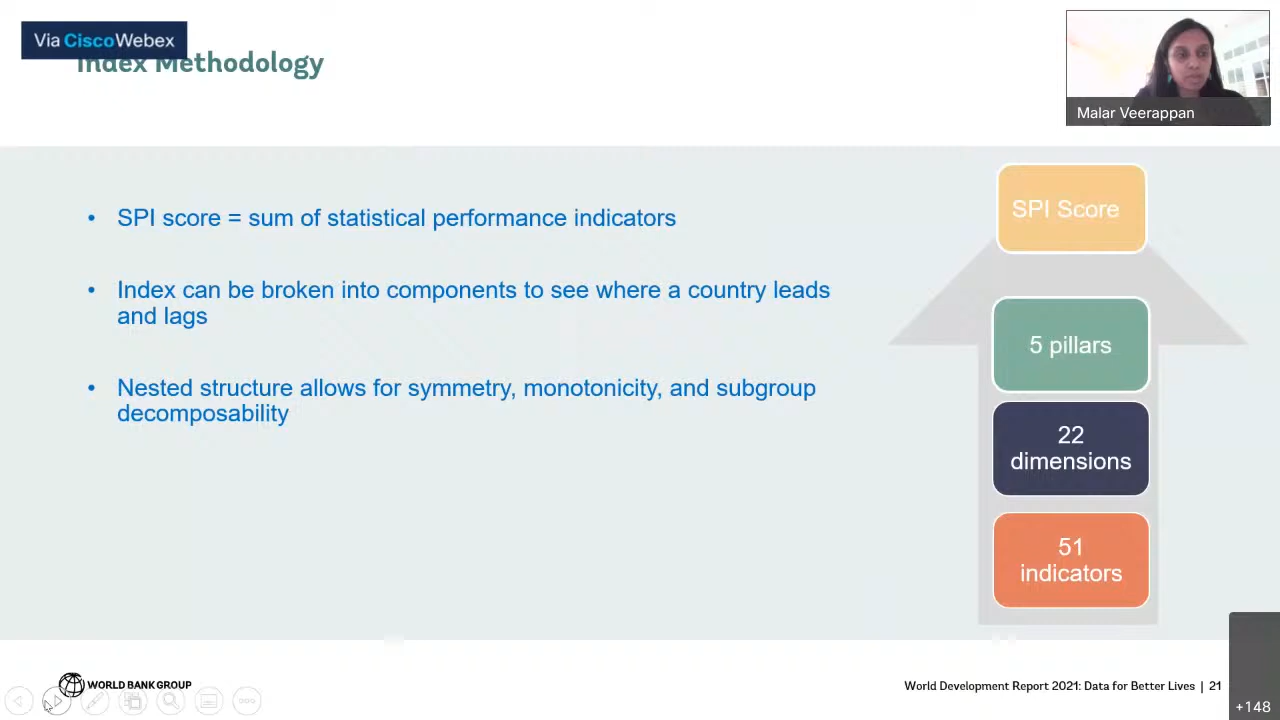 Via CiscoWebex
Index Methodology
Malar Veerappan
• SPI score = sum of statistical performance indicators
• Index can be broken into components to see where a country leads
and lags
• Nested structure allows for symmetry, monotonicity, and subgroup
decomposability
SPI Score
5 pillars
22
dimensions
51
indicators
WORLD BANK GROUP
World Development Report 2021: Data for Better Lives | 21
+148